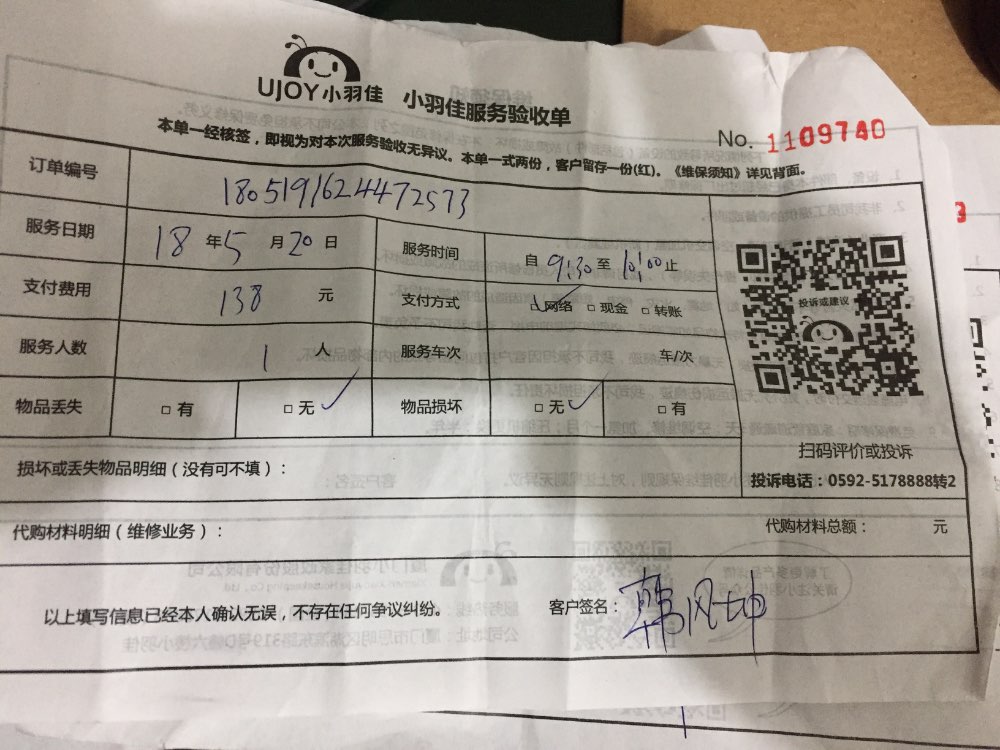 UJOY小羽佳 小羽佳服务验收单
No. 1109740
本单一经核签，即视为对本次服务验收无异议。本单一式两份，客户留存一份(红)。《维保须知》详见背面。
订单编号 1805191624472573
服务日期 18 年 5 月 20 日 服务时间 自 9:30 至 10:00 止
支付费用 138 元 支付方式 ☑网络 □现金 □转账
服务人数 1 人 服务车次 车/次
物品丢失 □有 □无 ✓ 物品损坏 □无 ✓ □有
投诉或建议
扫码评价或投诉
投诉电话：0592-5178888转2
损坏或丢失物品明细（没有可不填）：
代购材料明细（维修业务）： 代购材料总额： 元
以上填写信息已经本人确认无误，不存在任何争议纠纷。 客户签名：韩风坤